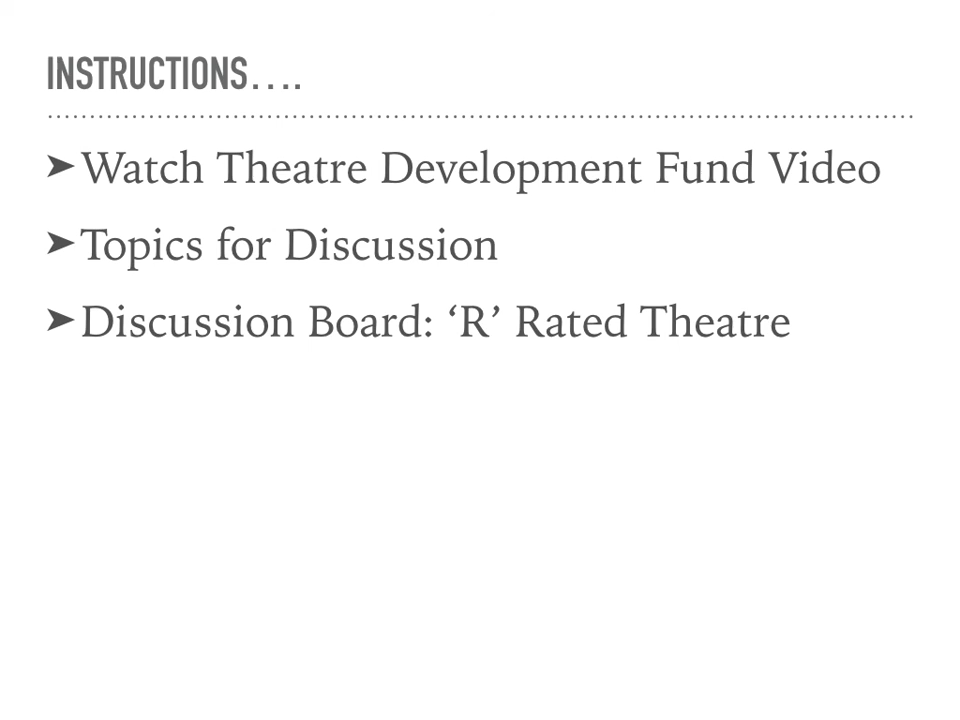 INSTRUCTIONS….
➤ Watch Theatre Development Fund Video
➤ Topics for Discussion
➤ Discussion Board: ‘R’ Rated Theatre